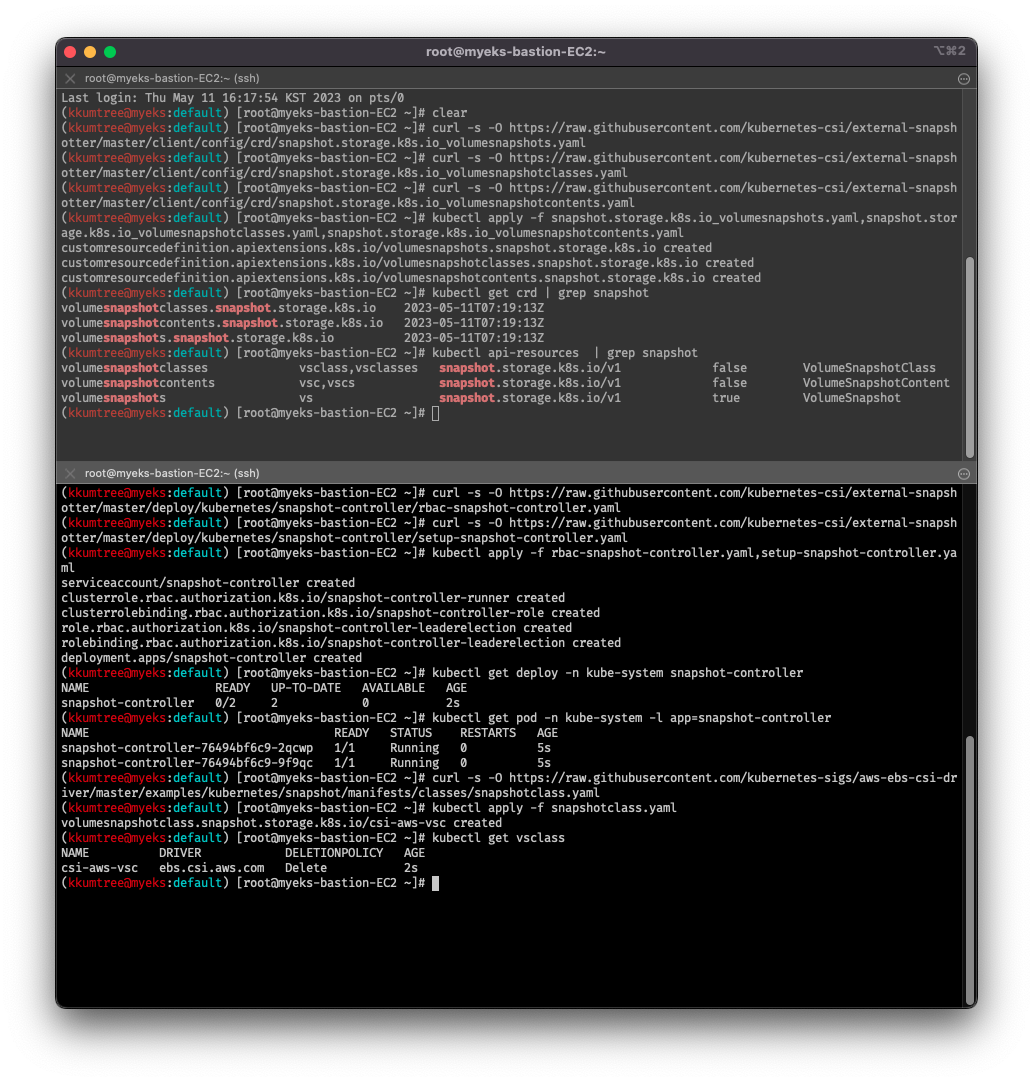 root@myeks-bastion-EC2:~
⌥⌘2
root@myeks-bastion-EC2:~ (ssh)
Last login: Thu May 11 16:17:54 KST 2023 on pts/0
(kkumtree@myeks:default) [root@myeks-bastion-EC2 ~]# clear
(kkumtree@myeks:default) [root@myeks-bastion-EC2 ~]# curl -s -O https://raw.githubusercontent.com/kubernetes-csi/external-snapsh
otter/master/client/config/crd/snapshot.storage.k8s.io_volumesnapshots.yaml
(kkumtree@myeks:default) [root@myeks-bastion-EC2 ~]# curl -s -O https://raw.githubusercontent.com/kubernetes-csi/external-snapsh
otter/master/client/config/crd/snapshot.storage.k8s.io_volumesnapshotclasses.yaml
(kkumtree@myeks:default) [root@myeks-bastion-EC2 ~]# curl -s -O https://raw.githubusercontent.com/kubernetes-csi/external-snapsh
otter/master/client/config/crd/snapshot.storage.k8s.io_volumesnapshotcontents.yaml
(kkumtree@myeks:default) [root@myeks-bastion-EC2 ~]# kubectl apply -f snapshot.storage.k8s.io_volumesnapshots.yaml,snapshot.stor
age.k8s.io_volumesnapshotclasses.yaml,snapshot.storage.k8s.io_volumesnapshotcontents.yaml
customresourcedefinition.apiextensions.k8s.io/volumesnapshots.snapshot.storage.k8s.io created
customresourcedefinition.apiextensions.k8s.io/volumesnapshotclasses.snapshot.storage.k8s.io created
customresourcedefinition.apiextensions.k8s.io/volumesnapshotcontents.snapshot.storage.k8s.io created
(kkumtree@myeks:default) [root@myeks-bastion-EC2 ~]# kubectl get crd | grep snapshot
volumesnapshotclasses.snapshot.storage.k8s.io    2023-05-11T07:19:13Z
volumesnapshotcontents.snapshot.storage.k8s.io   2023-05-11T07:19:13Z
volumesnapshots.snapshot.storage.k8s.io          2023-05-11T07:19:13Z
(kkumtree@myeks:default) [root@myeks-bastion-EC2 ~]# kubectl api-resources  | grep snapshot
volumesnapshotclasses             vsclass,vsclasses   snapshot.storage.k8s.io/v1             false        VolumeSnapshotClass
volumesnapshotcontents            vsc,vscs            snapshot.storage.k8s.io/v1             false        VolumeSnapshotContent
volumesnapshots                   vs                  snapshot.storage.k8s.io/v1             true         VolumeSnapshot
(kkumtree@myeks:default) [root@myeks-bastion-EC2 ~]#
root@myeks-bastion-EC2:~ (ssh)
(kkumtree@myeks:default) [root@myeks-bastion-EC2 ~]# curl -s -O https://raw.githubusercontent.com/kubernetes-csi/external-snapsh
otter/master/deploy/kubernetes/snapshot-controller/rbac-snapshot-controller.yaml
(kkumtree@myeks:default) [root@myeks-bastion-EC2 ~]# curl -s -O https://raw.githubusercontent.com/kubernetes-csi/external-snapsh
otter/master/deploy/kubernetes/snapshot-controller/setup-snapshot-controller.yaml
(kkumtree@myeks:default) [root@myeks-bastion-EC2 ~]# kubectl apply -f rbac-snapshot-controller.yaml,setup-snapshot-controller.ya
ml
serviceaccount/snapshot-controller created
clusterrole.rbac.authorization.k8s.io/snapshot-controller-runner created
clusterrolebinding.rbac.authorization.k8s.io/snapshot-controller-role created
role.rbac.authorization.k8s.io/snapshot-controller-leaderelection created
rolebinding.rbac.authorization.k8s.io/snapshot-controller-leaderelection created
deployment.apps/snapshot-controller created
(kkumtree@myeks:default) [root@myeks-bastion-EC2 ~]# kubectl get deploy -n kube-system snapshot-controller
NAME                  READY   UP-TO-DATE   AVAILABLE   AGE
snapshot-controller   0/2     2            0           2s
(kkumtree@myeks:default) [root@myeks-bastion-EC2 ~]# kubectl get pod -n kube-system -l app=snapshot-controller
NAME                                   READY   STATUS    RESTARTS   AGE
snapshot-controller-76494bf6c9-2qcwp   1/1     Running   0          5s
snapshot-controller-76494bf6c9-9f9qc   1/1     Running   0          5s
(kkumtree@myeks:default) [root@myeks-bastion-EC2 ~]# curl -s -O https://raw.githubusercontent.com/kubernetes-sigs/aws-ebs-csi-dr
iver/master/examples/kubernetes/snapshot/manifests/classes/snapshotclass.yaml
(kkumtree@myeks:default) [root@myeks-bastion-EC2 ~]# kubectl apply -f snapshotclass.yaml
volumesnapshotclass.snapshot.storage.k8s.io/csi-aws-vsc created
(kkumtree@myeks:default) [root@myeks-bastion-EC2 ~]# kubectl get vsclass
NAME          DRIVER            DELETIONPOLICY   AGE
csi-aws-vsc   ebs.csi.aws.com   Delete           2s
(kkumtree@myeks:default) [root@myeks-bastion-EC2 ~]#